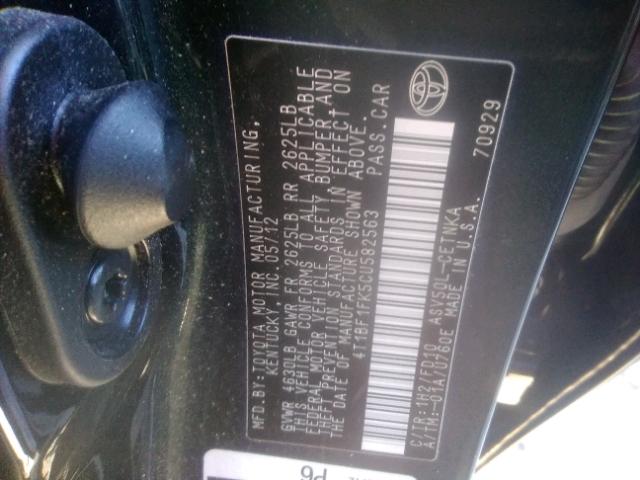 MFD.BY:TOYOTA MOTOR MANUFACTURING,
KENTUCKY INC. 05/12
GVWR 4630LB GAWR FR 2625LB RR 2625LB
THIS VEHICLE CONFORMS TO ALL APPLICABLE
FEDERAL MOTOR VEHICLE SAFETY BUMPER AND
THEFT PREVENTION STANDARDS IN EFFECT ON
THE DATE OF MANUFACTURE SHOWN ABOVE.
4T1BF1FK5CU582563 PASS.CAR
C/TR:1H2/FD10 ASV50L-CETNKA
A/TM:-01A/U760E MADE IN U.S.A. 70929
P6